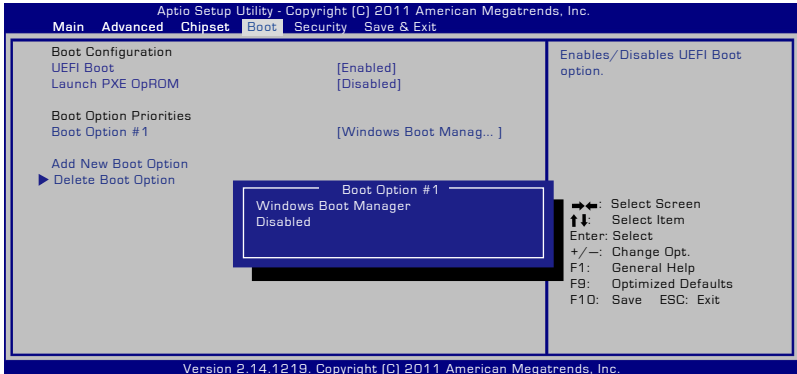 Aptio Setup Utility - Copyright (C) 2011 American Megatrends, Inc.
Main Advanced Chipset Boot Security Save & Exit
Boot Configuration
UEFI Boot [Enabled]
Launch PXE OpROM [Disabled]
Boot Option Priorities
Boot Option #1 [Windows Boot Manag... ]
Add New Boot Option
Delete Boot Option
Boot Option #1
Windows Boot Manager
Disabled
Enables/Disables UEFI Boot
option.
→←: Select Screen
↑↓: Select Item
Enter: Select
+/—: Change Opt.
F1: General Help
F9: Optimized Defaults
F10: Save ESC: Exit
Version 2.14.1219. Copyright (C) 2011 American Megatrends, Inc.